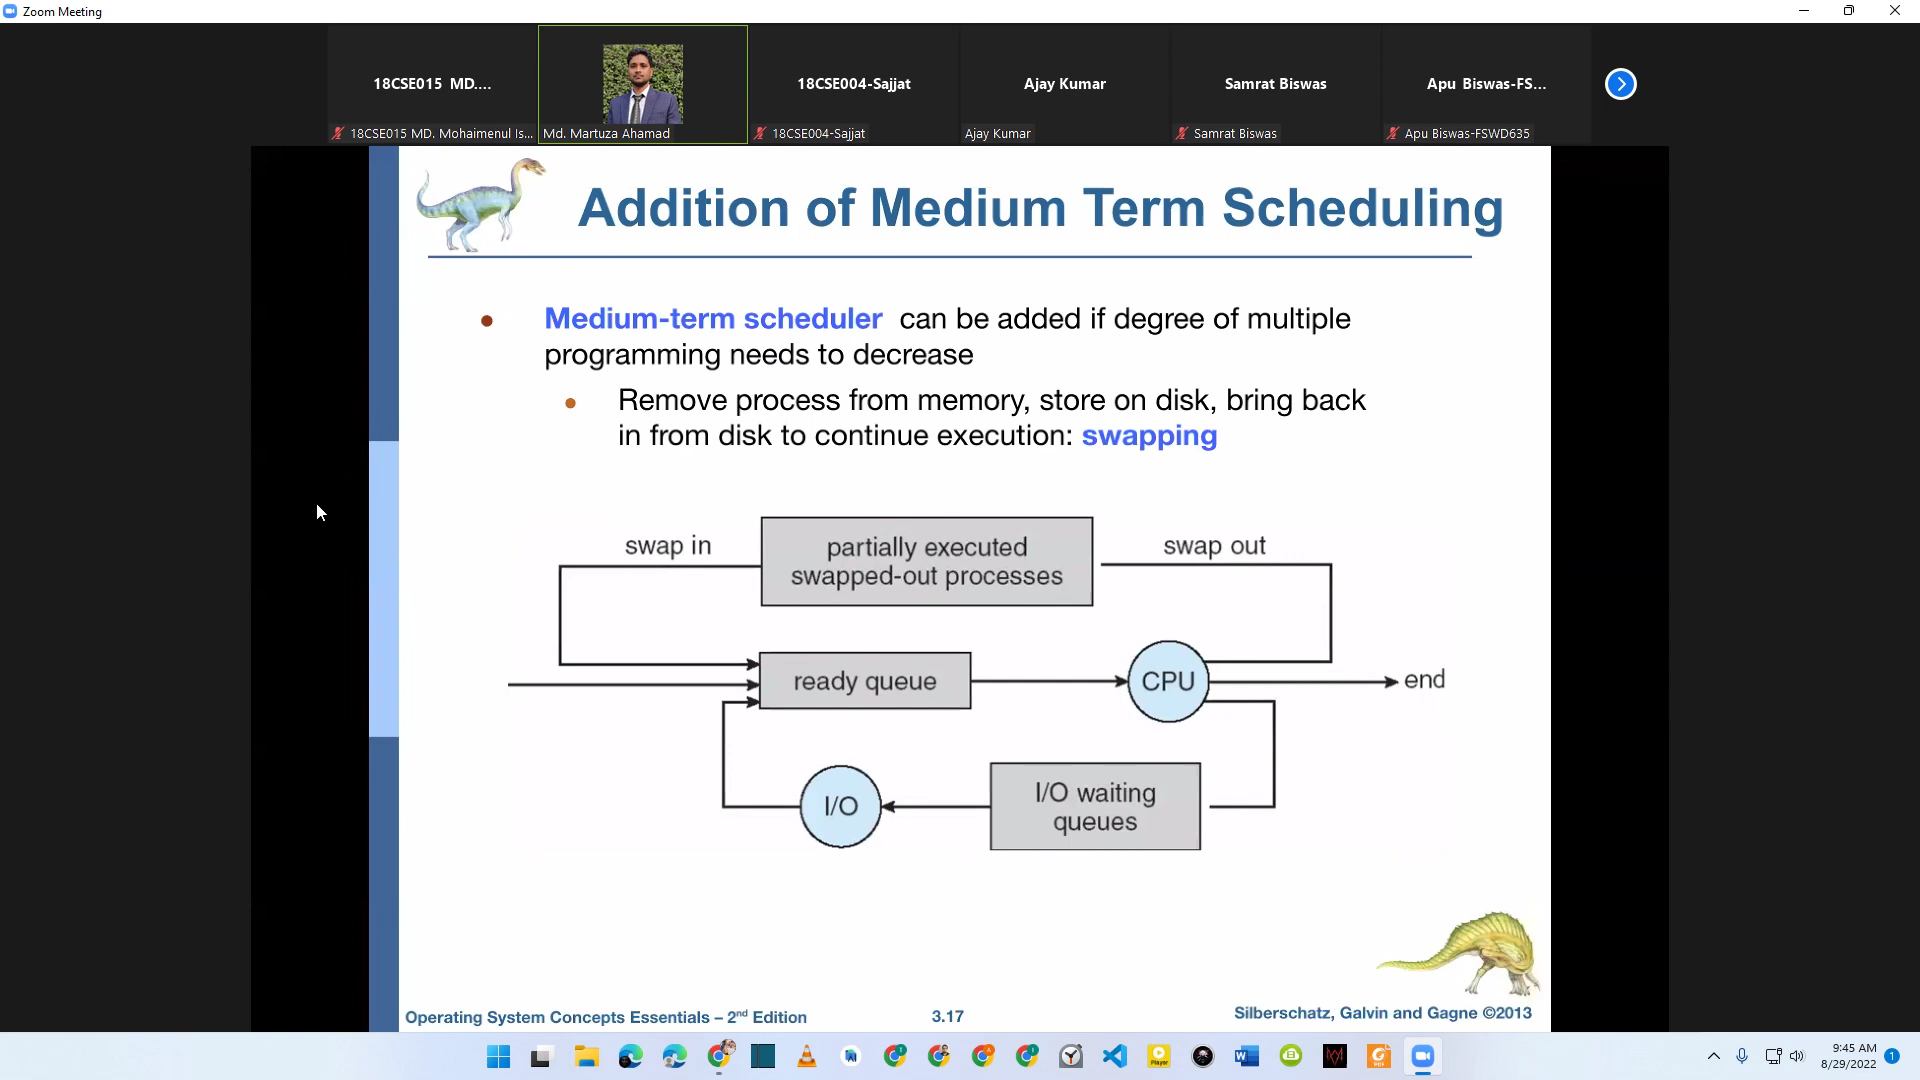 Zoom Meeting
18CSE015 MD....
18CSE004-Sajjat
Ajay Kumar
Samrat Biswas
Apu Biswas-FS...
18CSE015 MD. Mohaimenul Is...
Md. Martuza Ahamad
18CSE004-Sajjat
Ajay Kumar
Samrat Biswas
Apu Biswas-FSWD635
Addition of Medium Term Scheduling
• Medium-term scheduler can be added if degree of multiple
programming needs to decrease
• Remove process from memory, store on disk, bring back
in from disk to continue execution: swapping
swap in
partially executed
swapped-out processes
swap out
ready queue
CPU
end
I/O
I/O waiting
queues
Operating System Concepts Essentials – 2nd Edition
3.17
Silberschatz, Galvin and Gagne ©2013
9:45 AM
8/29/2022
1